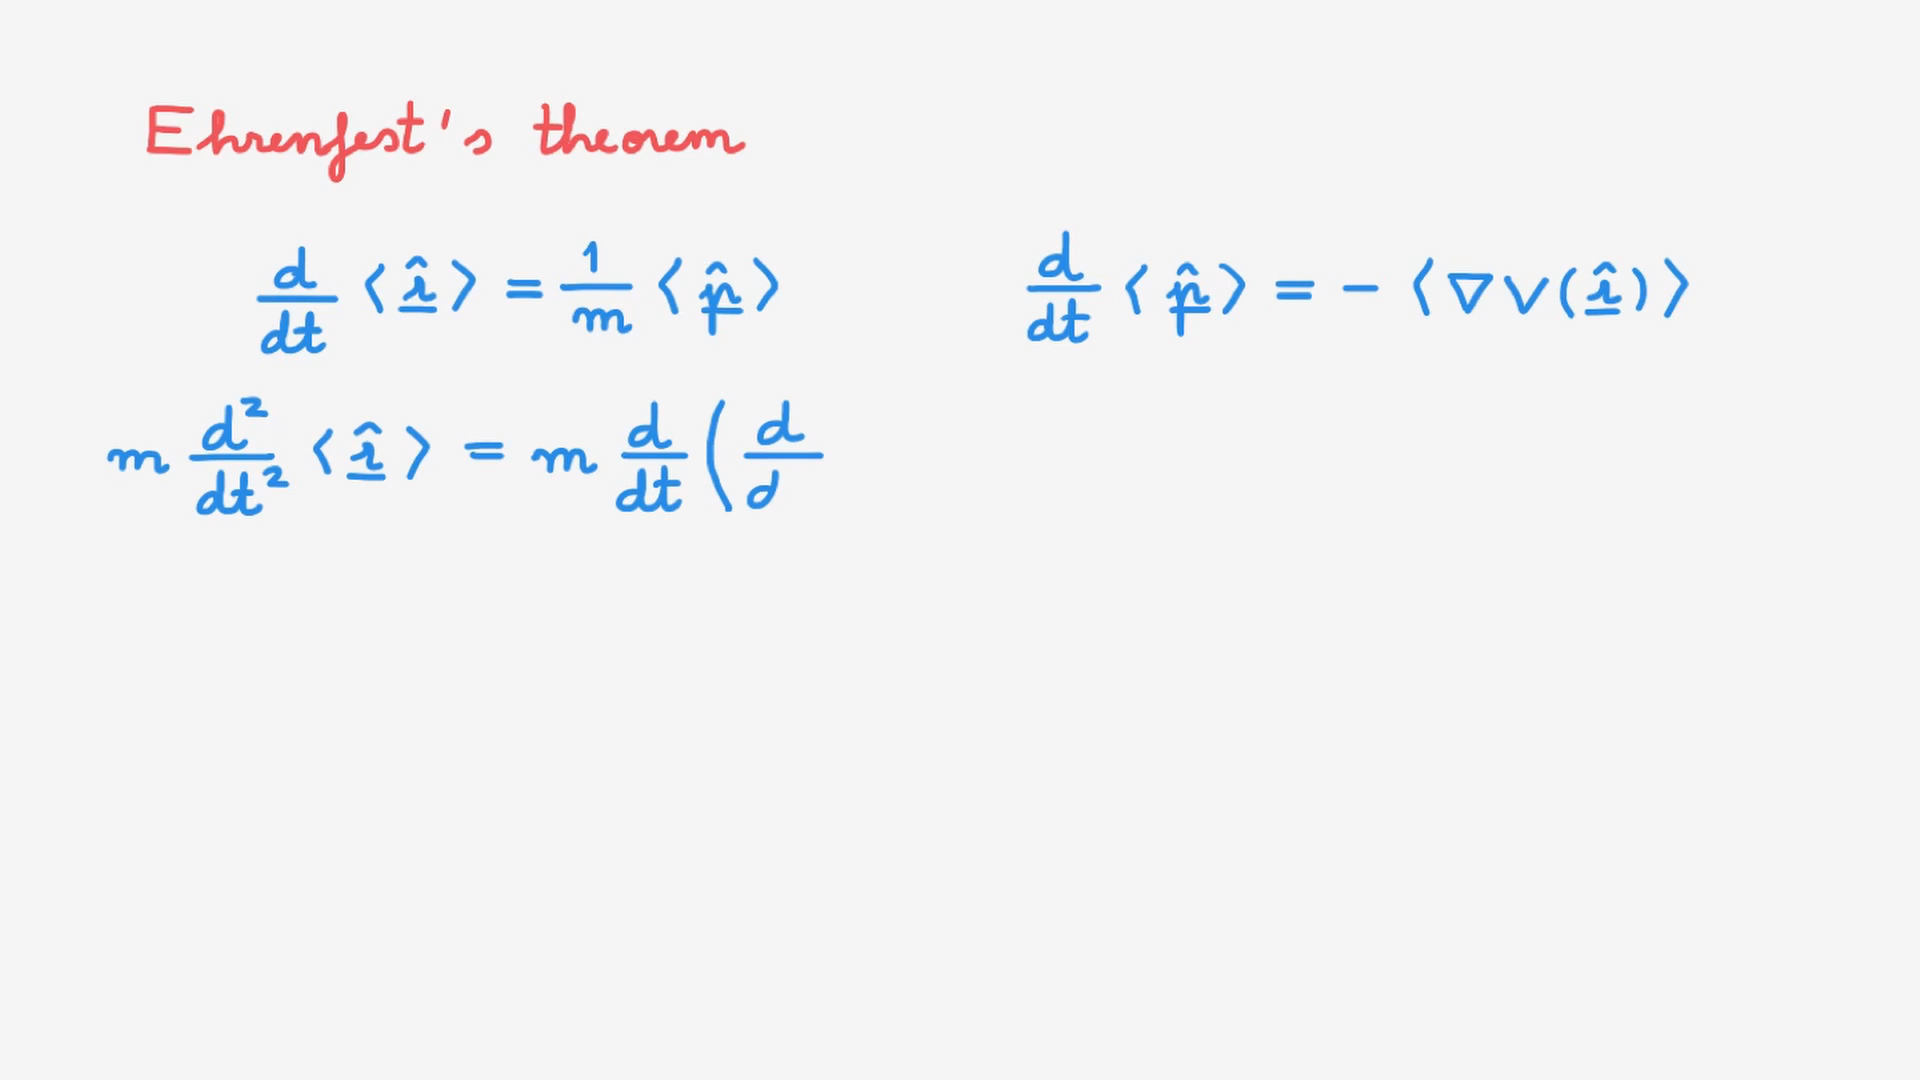 Ehrenfest's theorem
d/dt ⟨r̲̂⟩ = 1/m ⟨p̲̂⟩ d/dt ⟨p̲̂⟩ = - ⟨∇V(r̲̂)⟩
m d²/dt² ⟨r̲̂⟩ = m d/dt ( d/d